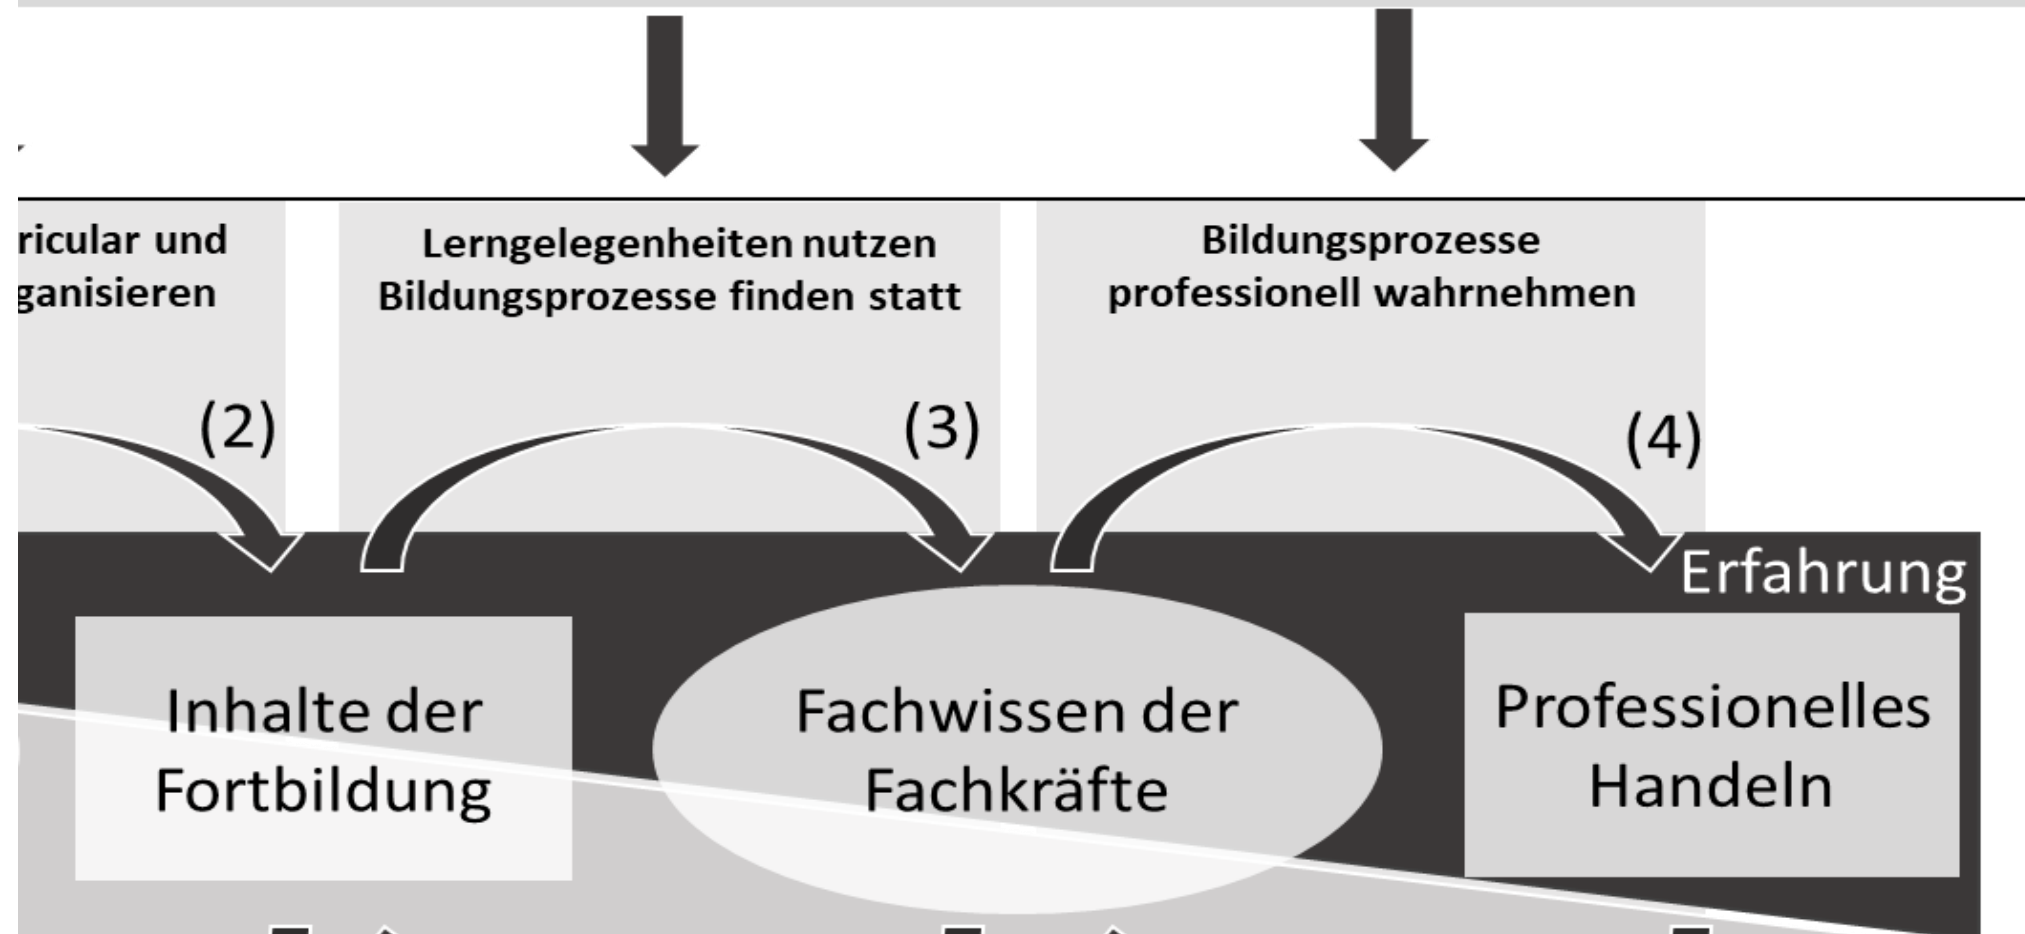 ricular und
ganisieren
Lerngelegenheiten nutzen
Bildungsprozesse finden statt
Bildungsprozesse
professionell wahrnehmen
(2)
(3)
(4)
Erfahrung
Inhalte der
Fortbildung
Fachwissen der
Fachkräfte
Professionelles
Handeln